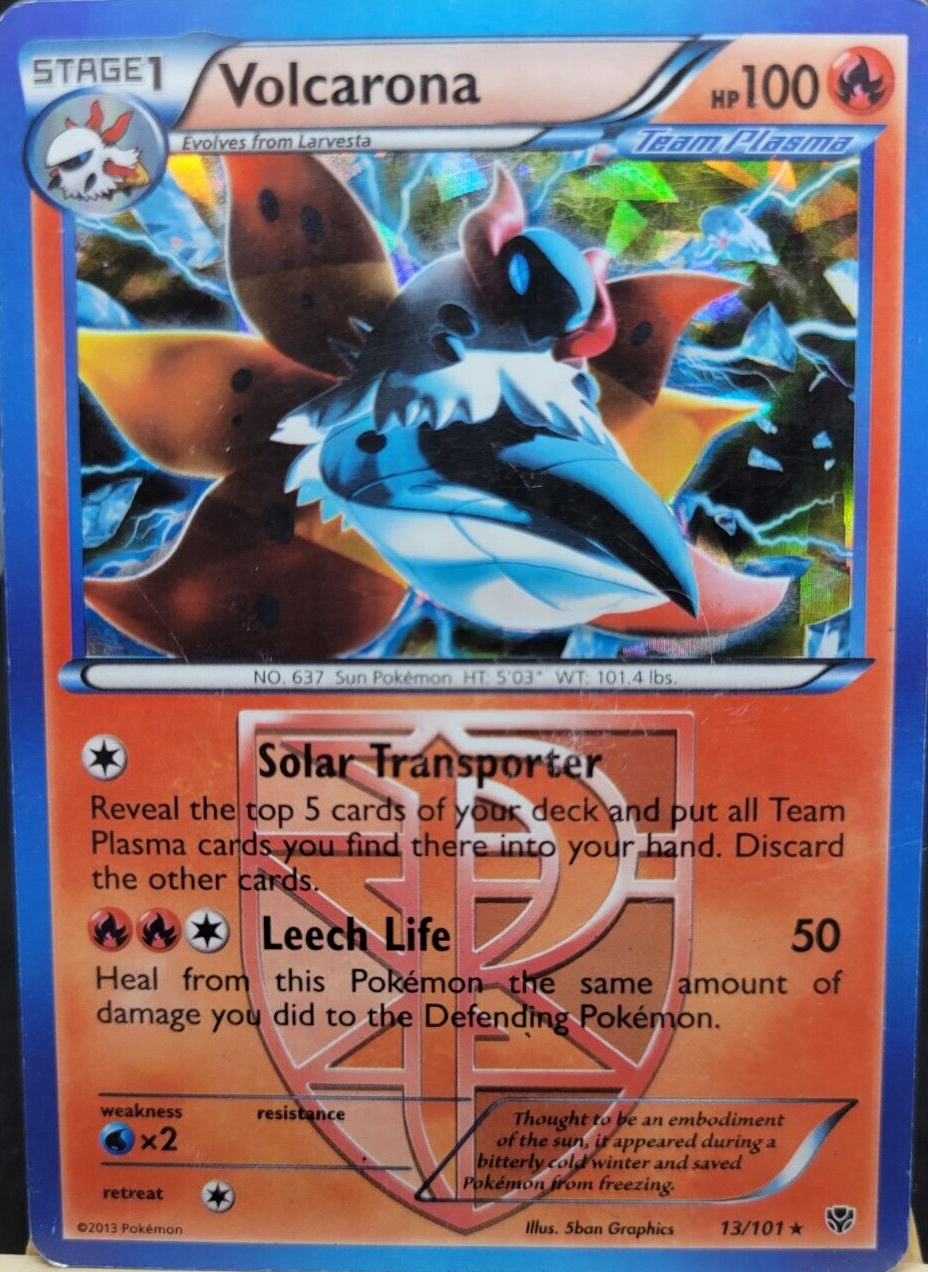 STAGE1
Volcarona
HP100
Evolves from Larvesta
Team Plasma
NO. 637 Sun Pokémon HT: 5'03" WT: 101.4 lbs.
Solar Transporter
Reveal the top 5 cards of your deck and put all Team
Plasma cards you find there into your hand. Discard
the other cards.
Leech Life 50
Heal from this Pokémon the same amount of
damage you did to the Defending Pokémon.
weakness resistance
×2
retreat
Thought to be an embodiment
of the sun, it appeared during a
bitterly cold winter and saved
Pokémon from freezing.
©2013 Pokémon
Illus. 5ban Graphics
13/101 ★